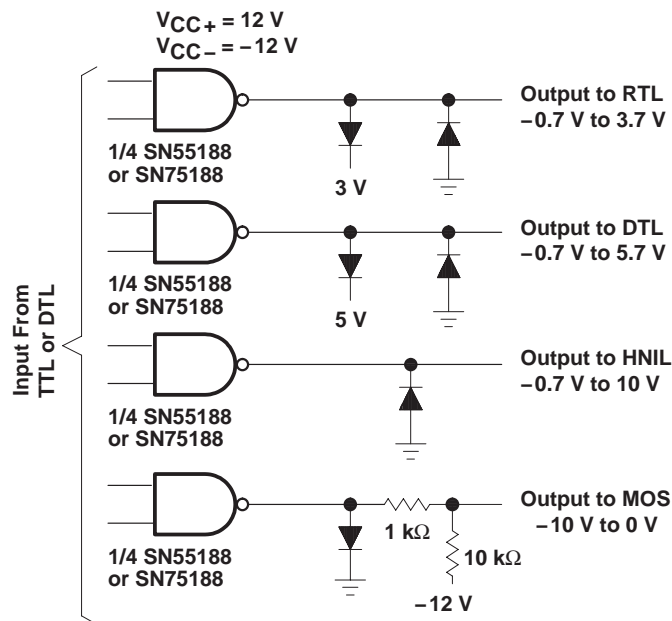 VCC+ = 12 V
VCC− = −12 V
Input From
TTL or DTL
1/4 SN55188
or SN75188
3 V
Output to RTL
−0.7 V to 3.7 V
1/4 SN55188
or SN75188
5 V
Output to DTL
−0.7 V to 5.7 V
1/4 SN55188
or SN75188
Output to HNIL
−0.7 V to 10 V
1/4 SN55188
or SN75188
1 kΩ
10 kΩ
−12 V
Output to MOS
−10 V to 0 V